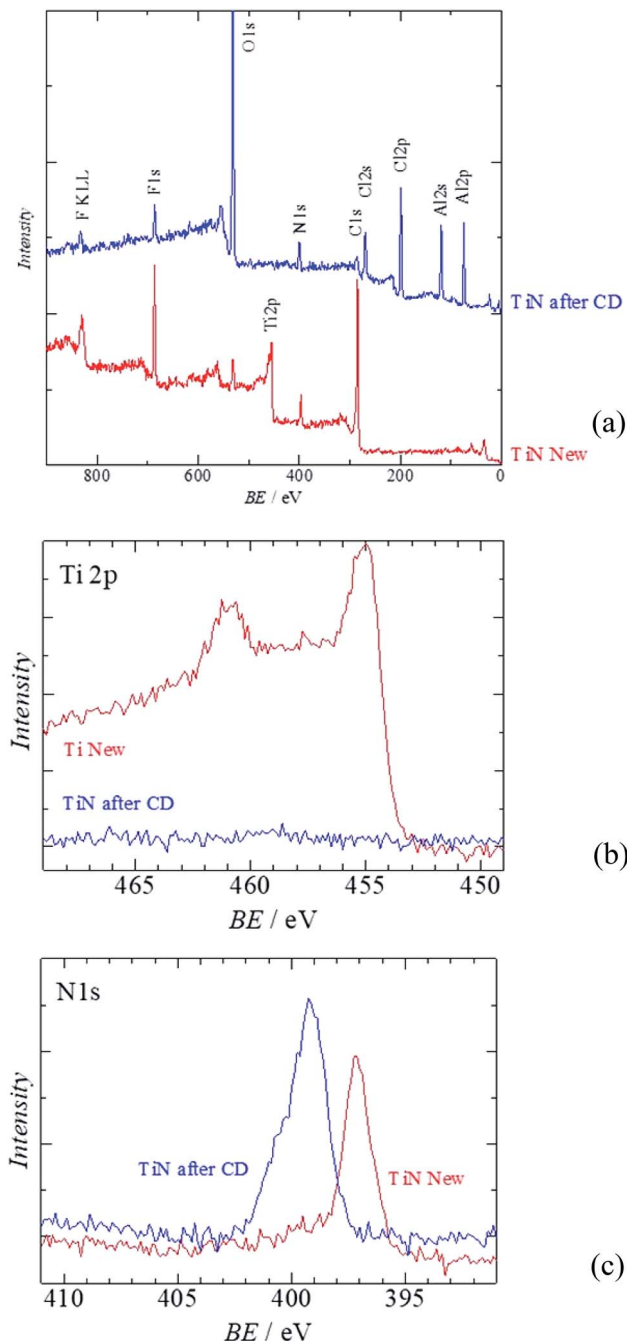 O1s
F KLL
F1s
N1s
C1s
Cl2s
Cl2p
Al2s
Al2p
Ti2p
Intensity
TiN after CD
TiN New
(a)
800 600 400 200 0
BE / eV
Ti 2p
Intensity
Ti New
TiN after CD
(b)
465 460 455 450
BE / eV
N1s
Intensity
TiN after CD
TiN New
(c)
410 405 400 395
BE / eV